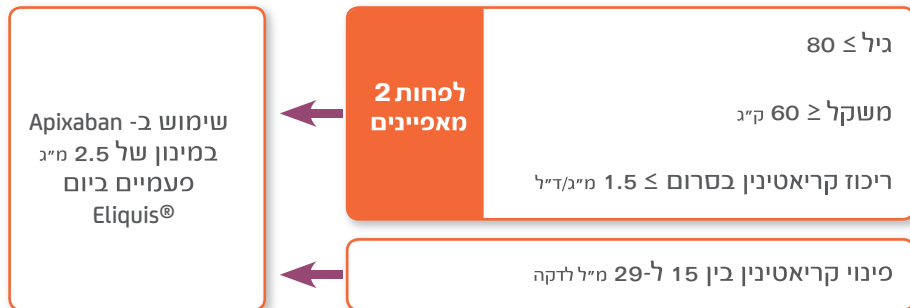 גיל ≥ 80
משקל ≤ 60 ק"ג
ריכוז קריאטינין בסרום ≥ 1.5 מ"ג/ד"ל
לפחות 2
מאפיינים
פינוי קריאטינין בין 15 ל-29 מ"ל לדקה
שימוש ב- Apixaban
במינון של 2.5 מ"ג
פעמיים ביום
Eliquis®